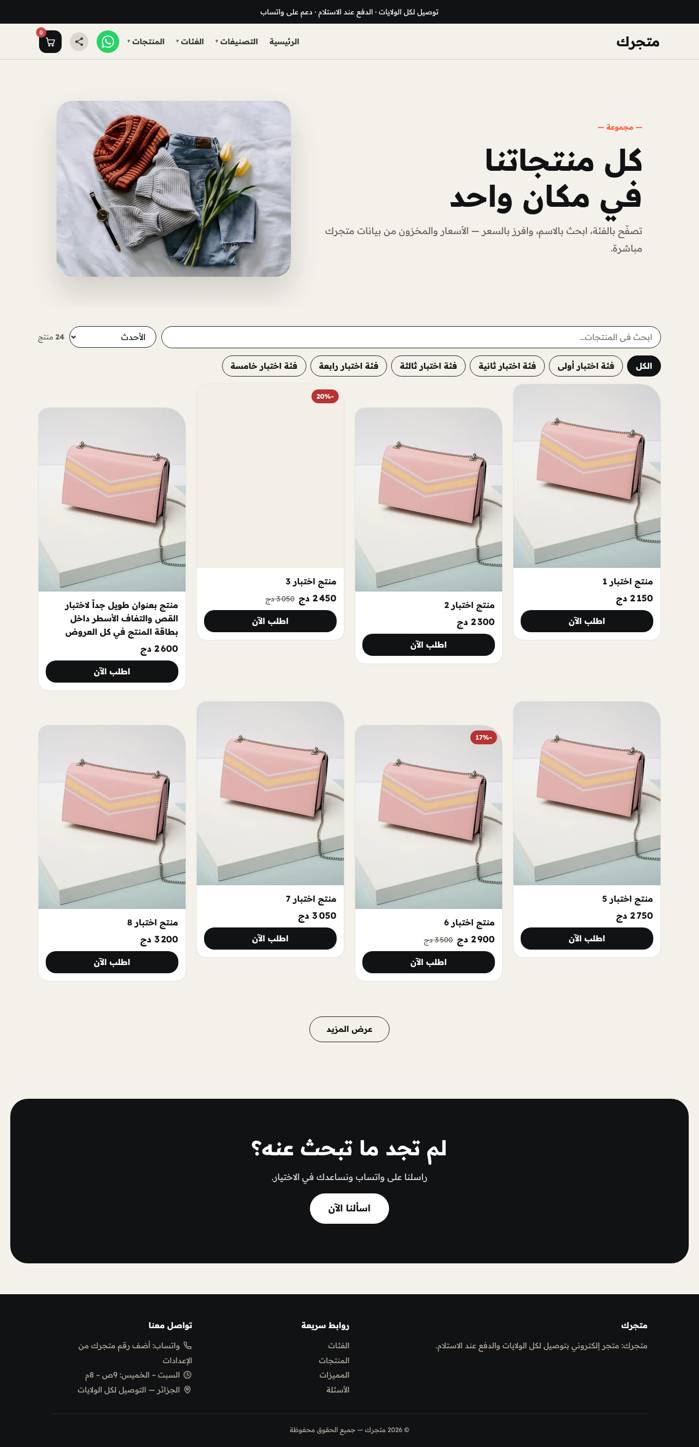 توصيل لكل الولايات · الدفع عند الاستلام · دعم على واتساب
متجرك
الرئيسية
التصنيفات
الفئات
المنتجات
0
— مجموعة —
كل منتجاتنا
في مكان واحد
تصفّح بالفئة، ابحث بالاسم، وافرز بالسعر — الأسعار والمخزون من بيانات متجرك
مباشرة.
ابحث في المنتجات...
الأحدث
24 منتج
الكل
فئة اختبار أولى
فئة اختبار ثانية
فئة اختبار ثالثة
فئة اختبار رابعة
فئة اختبار خامسة
منتج اختبار 1
2150 دج
اطلب الآن
منتج اختبار 2
2300 دج
اطلب الآن
-20%
منتج اختبار 3
2450 دج 3050 دج
اطلب الآن
منتج بعنوان طويل جداً لاختبار
القص والتفاف الأسطر داخل
بطاقة المنتج في كل العروض
2600 دج
اطلب الآن
منتج اختبار 5
2750 دج
اطلب الآن
-17%
منتج اختبار 6
2900 دج 3500 دج
اطلب الآن
منتج اختبار 7
3050 دج
اطلب الآن
منتج اختبار 8
3200 دج
اطلب الآن
عرض المزيد
لم تجد ما تبحث عنه؟
راسلنا على واتساب ونساعدك في الاختيار.
اسألنا الآن
متجرك
متجرك: متجر إلكتروني بتوصيل لكل الولايات والدفع عند الاستلام.
روابط سريعة
الفئات
المنتجات
المميزات
الأسئلة
تواصل معنا
واتساب: أضف رقم متجرك من
الإعدادات
السبت – الخميس: 9ص – 8م
الجزائر — التوصيل لكل الولايات
© 2026 متجرك — جميع الحقوق محفوظة